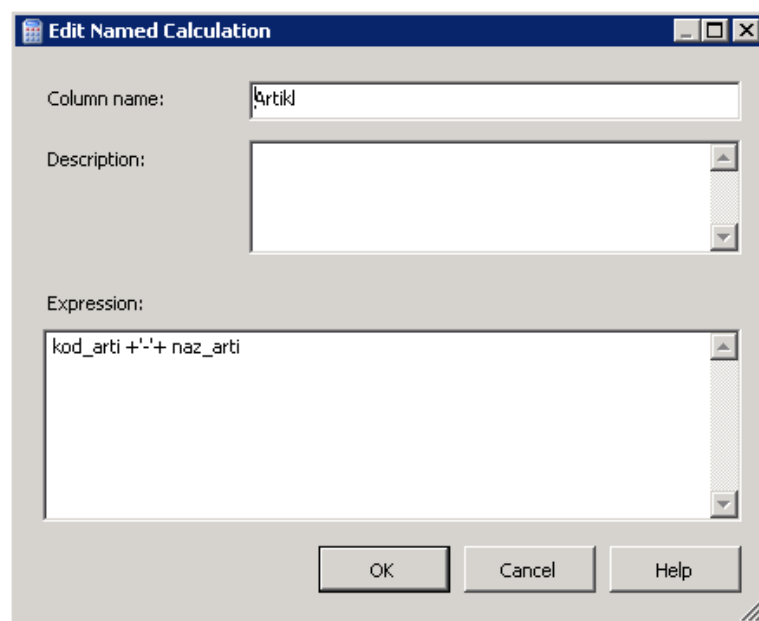 Edit Named Calculation
Column name:
Artikl
Description:
Expression:
kod_arti +'-'+ naz_arti
OK
Cancel
Help